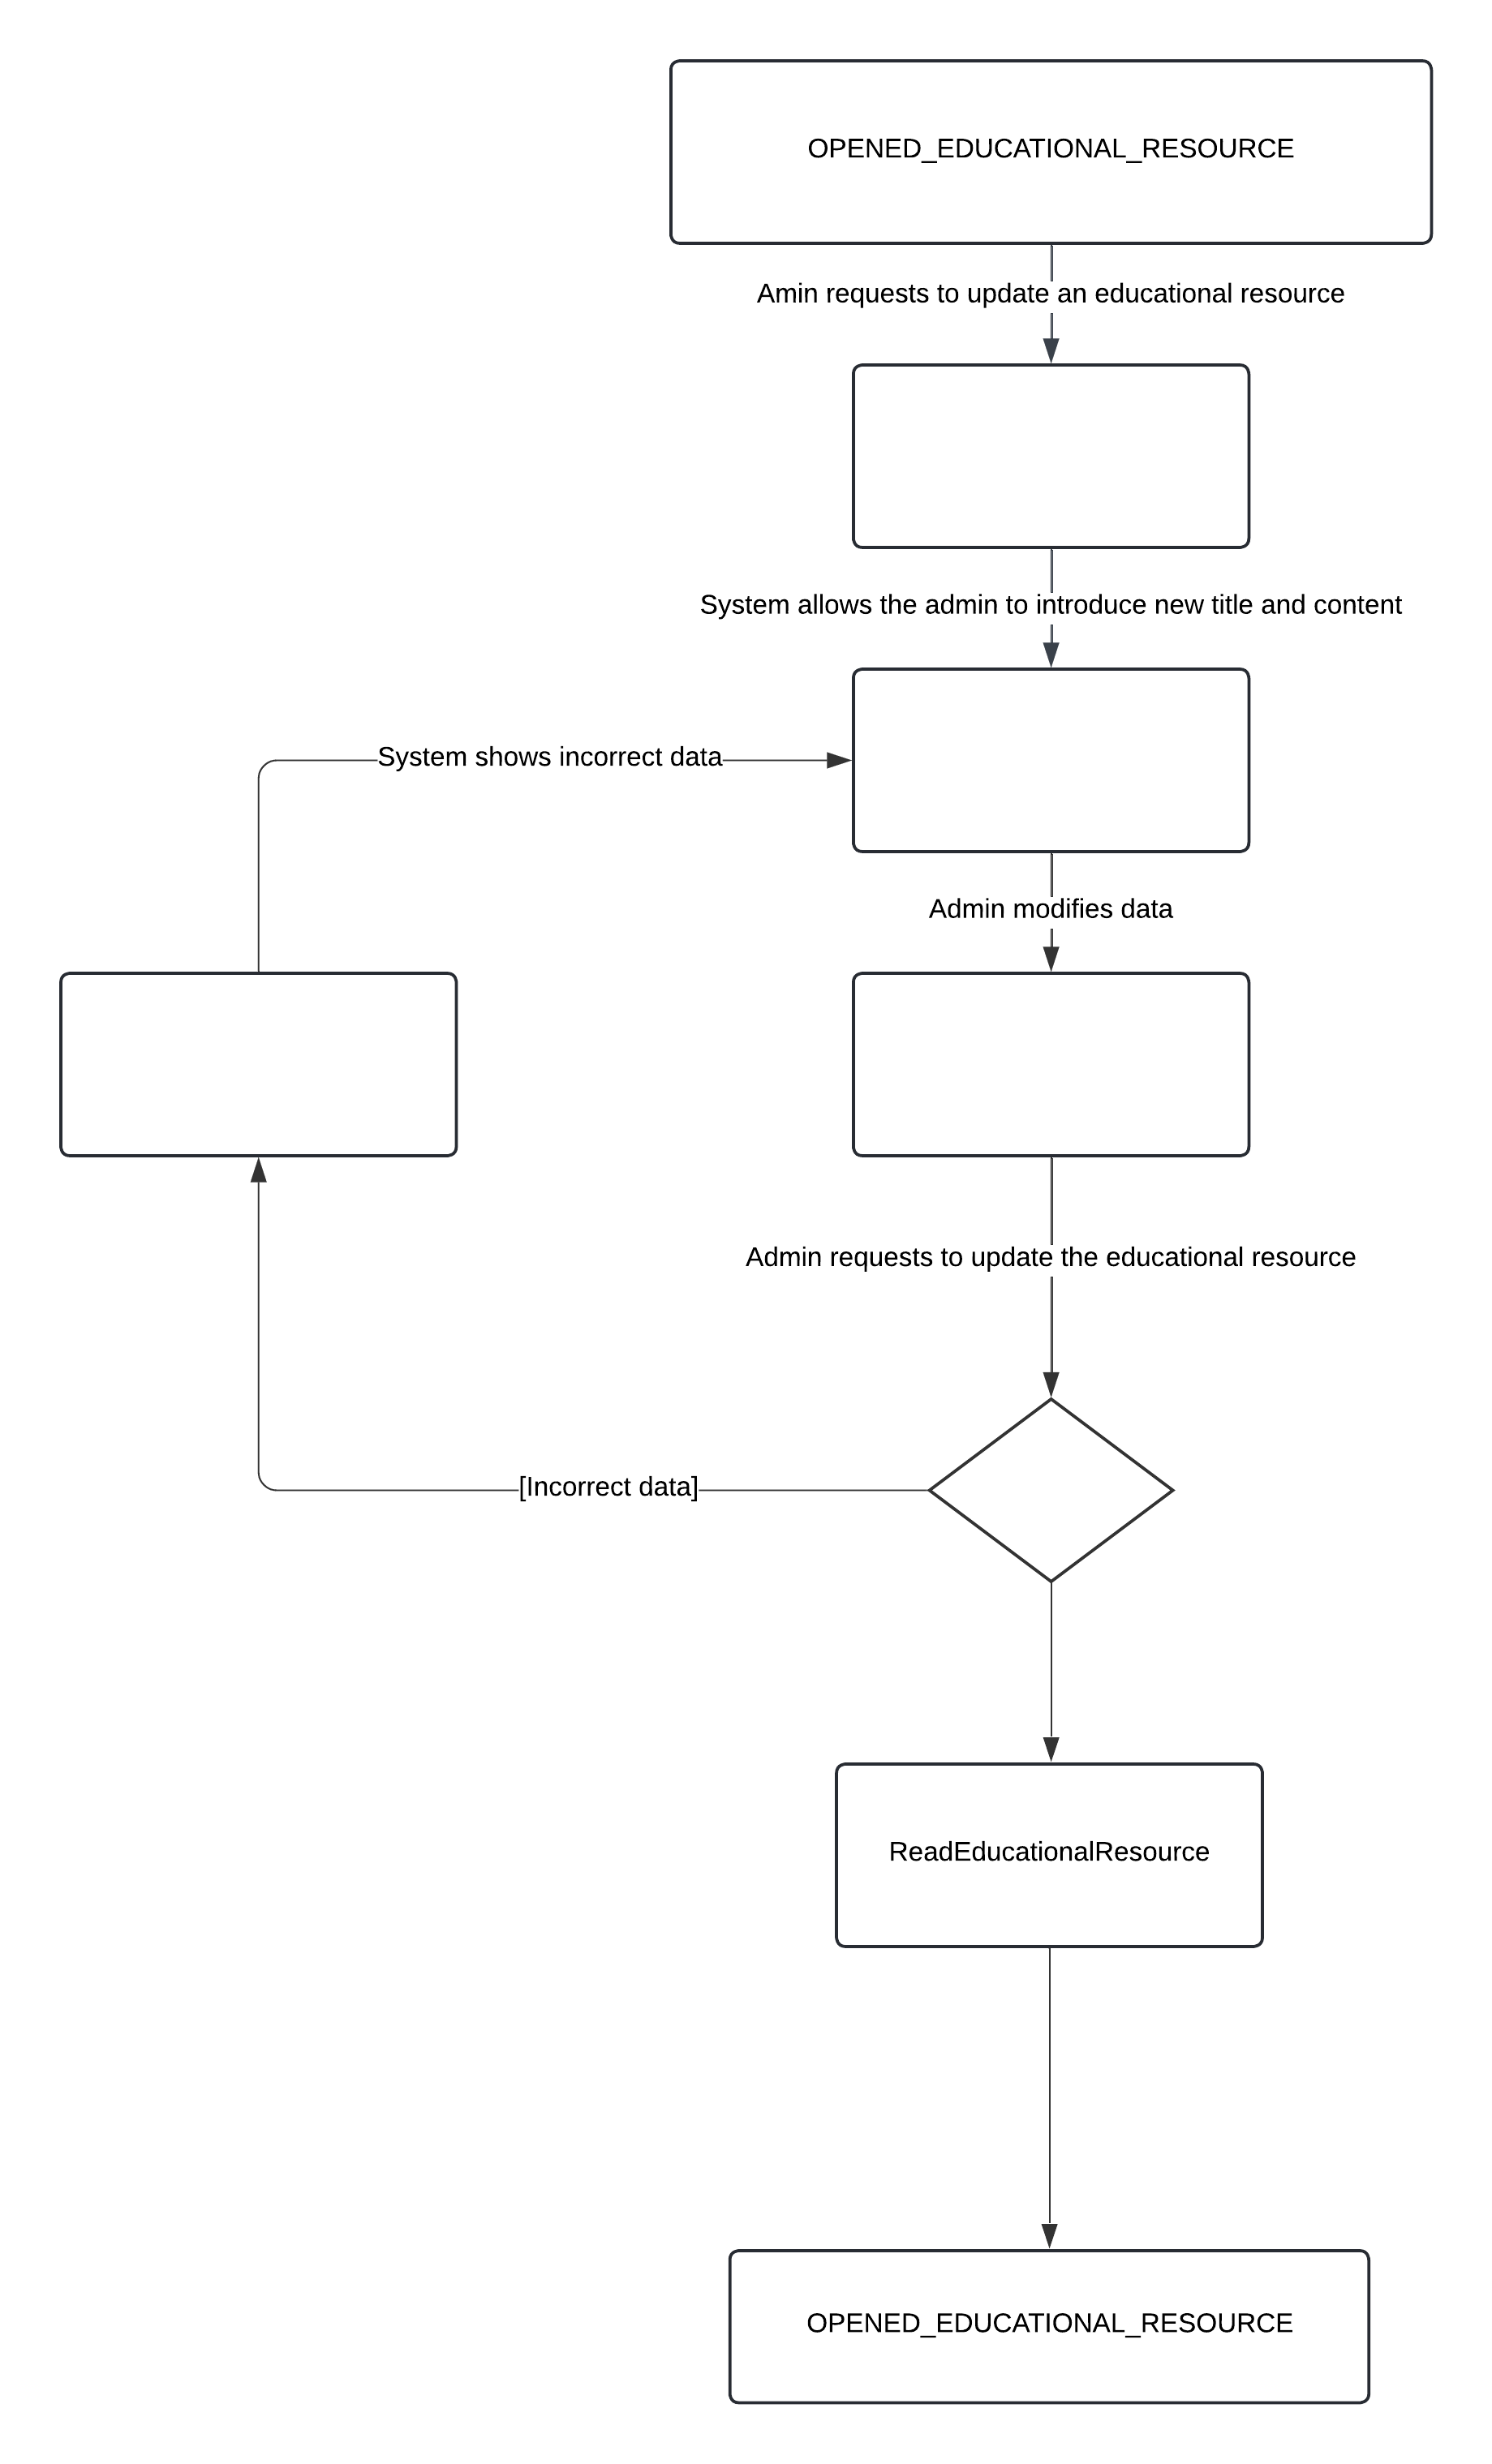 OPENED_EDUCATIONAL_RESOURCE
Amin requests to update an educational resource
System allows the admin to introduce new title and content
System shows incorrect data
Admin modifies data
Admin requests to update the educational resource
[Incorrect data]
ReadEducationalResource
OPENED_EDUCATIONAL_RESOURCE